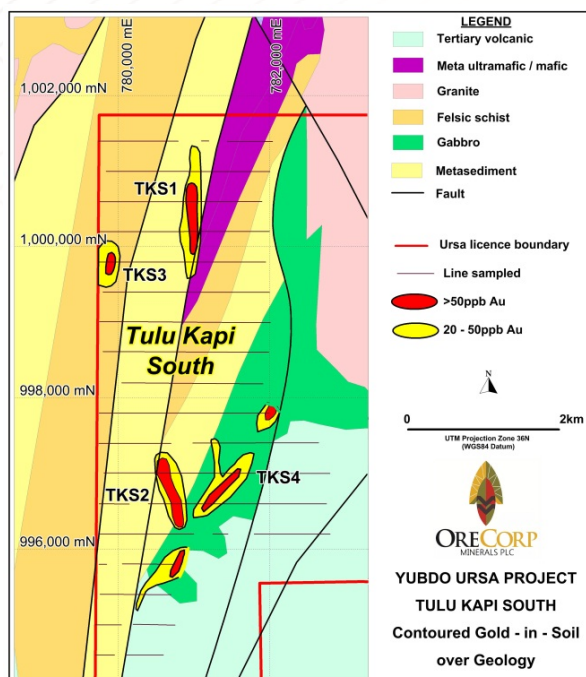 780,000 mE
782,000 mE
1,002,000 mN
TKS1
1,000,000 mN
TKS3
Tulu Kapi
South
998,000 mN
TKS2
TKS4
996,000 mN
LEGEND
Tertiary volcanic
Meta ultramafic / mafic
Granite
Felsic schist
Gabbro
Metasediment
Fault
Ursa licence boundary
Line sampled
>50ppb Au
20 - 50ppb Au
N
0 2km
UTM Projection Zone 36N
(WGS84 Datum)
ORECORP
MINERALS PLC
YUBDO URSA PROJECT
TULU KAPI SOUTH
Contoured Gold - in - Soil
over Geology